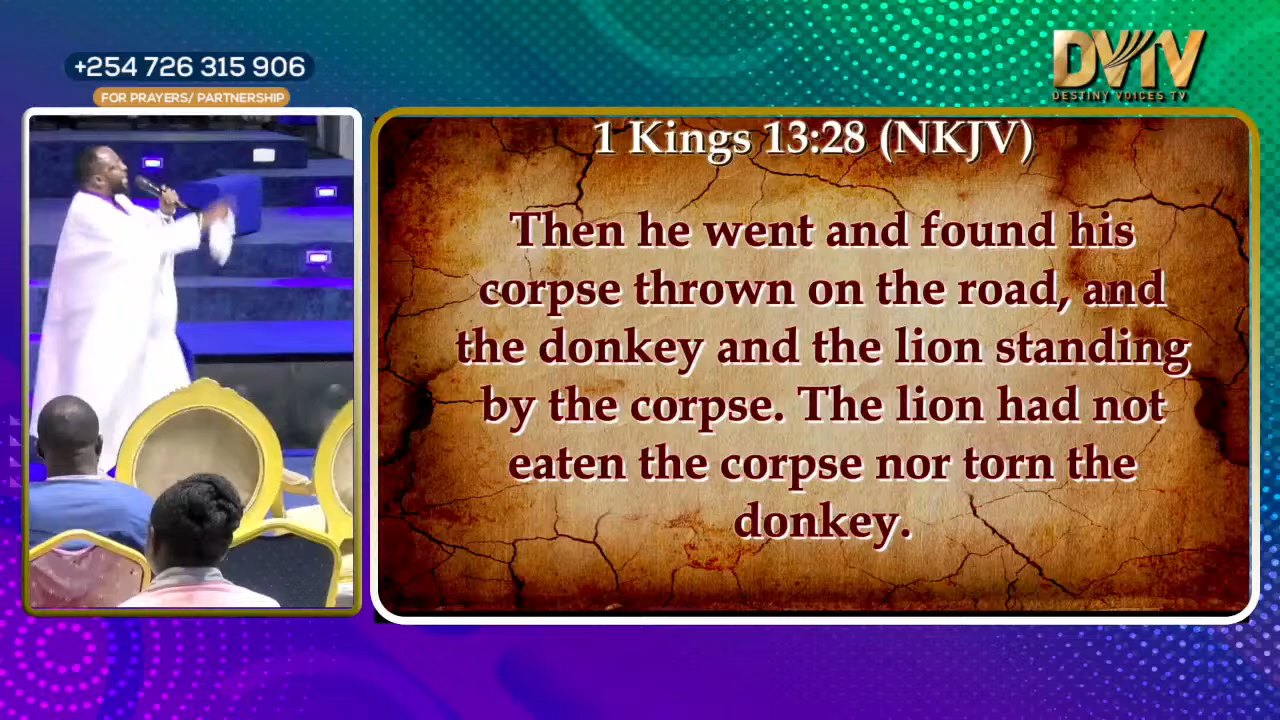 +254 726 315 906
FOR PRAYERS/ PARTNERSHIP
DVTV
DESTINY VOICES TV
1 Kings 13:28 (NKJV)
Then he went and found his
corpse thrown on the road, and
the donkey and the lion standing
by the corpse. The lion had not
eaten the corpse nor torn the
donkey.